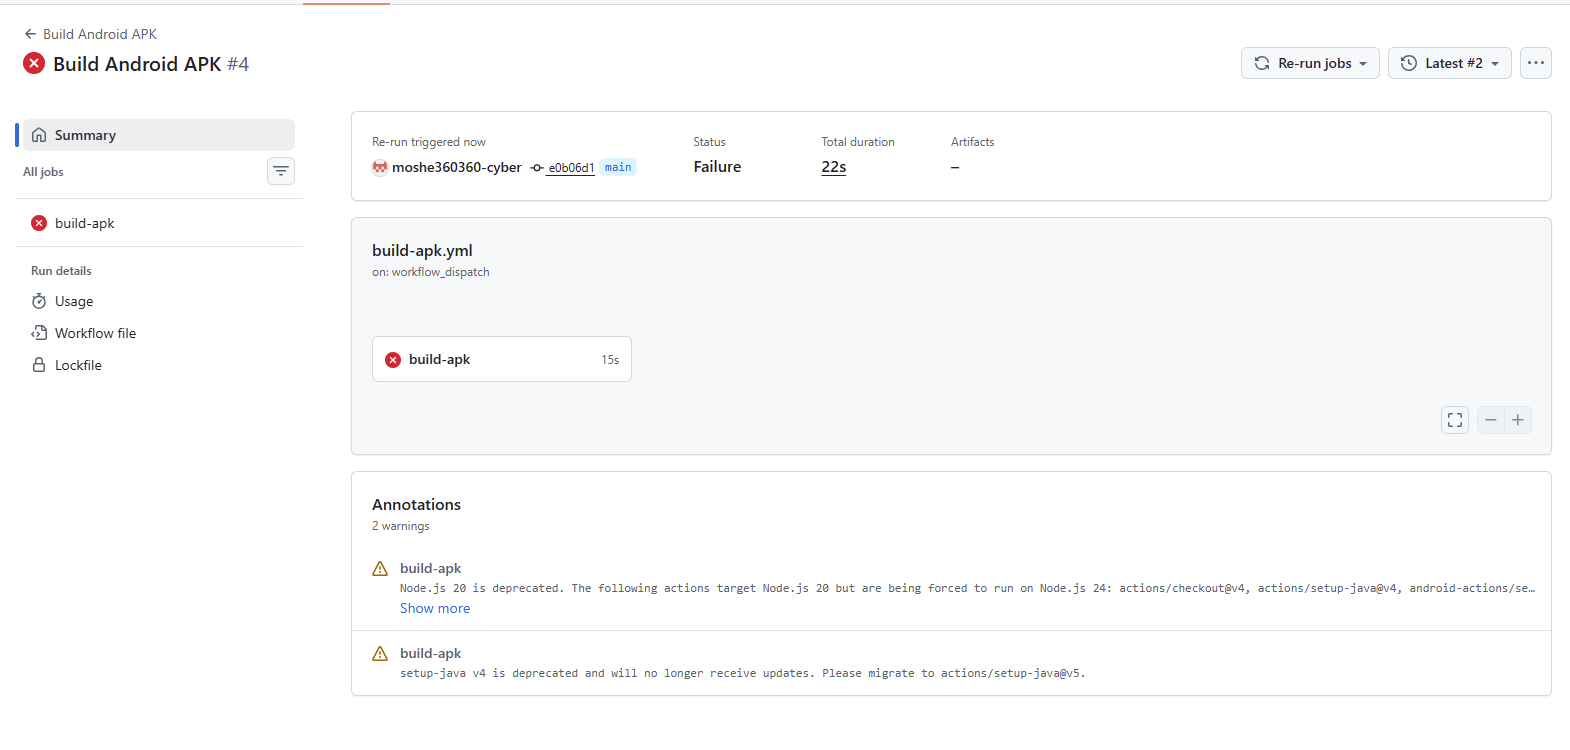 Build Android APK
Build Android APK #4
Re-run jobs
Latest #2
Summary
All jobs
build-apk
Run details
Usage
Workflow file
Lockfile
Re-run triggered now
moshe360360-cyber e0b06d1 main
Status
Failure
Total duration
22s
Artifacts
–
build-apk.yml
on: workflow_dispatch
build-apk 15s
Annotations
2 warnings
build-apk
Node.js 20 is deprecated. The following actions target Node.js 20 but are being forced to run on Node.js 24: actions/checkout@v4, actions/setup-java@v4, android-actions/se…
Show more
build-apk
setup-java v4 is deprecated and will no longer receive updates. Please migrate to actions/setup-java@v5.